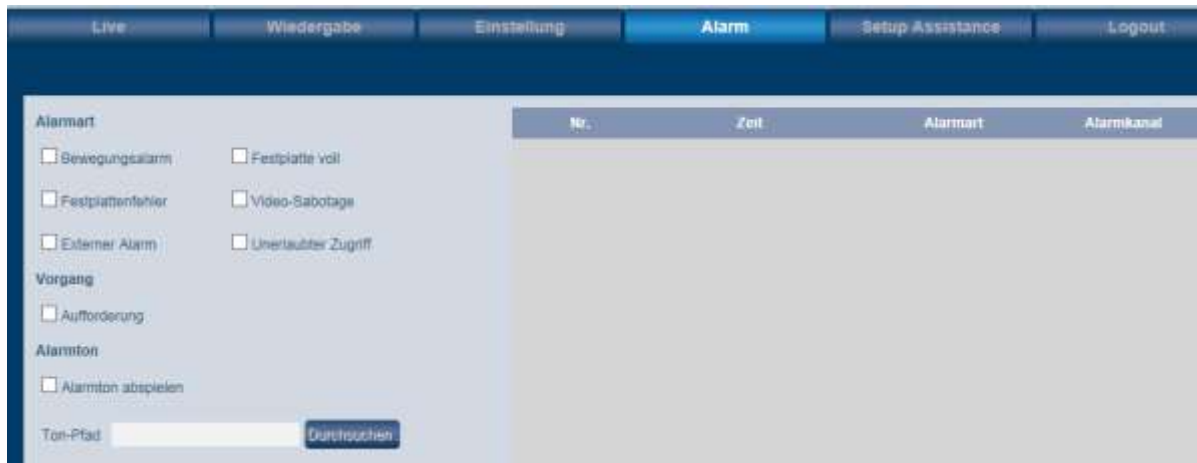 Live Wiedergabe Einstellung Alarm Setup Assistance Logout
Alarmart
Bewegungsalarm Festplatte voll
Festplattenfehler Video-Sabotage
Externer Alarm Unerlaubter Zugriff
Vorgang
Aufforderung
Alarmton
Alarmton abspielen
Ton-Pfad Durchsuchen
Nr. Zeit Alarmart Alarmkanal